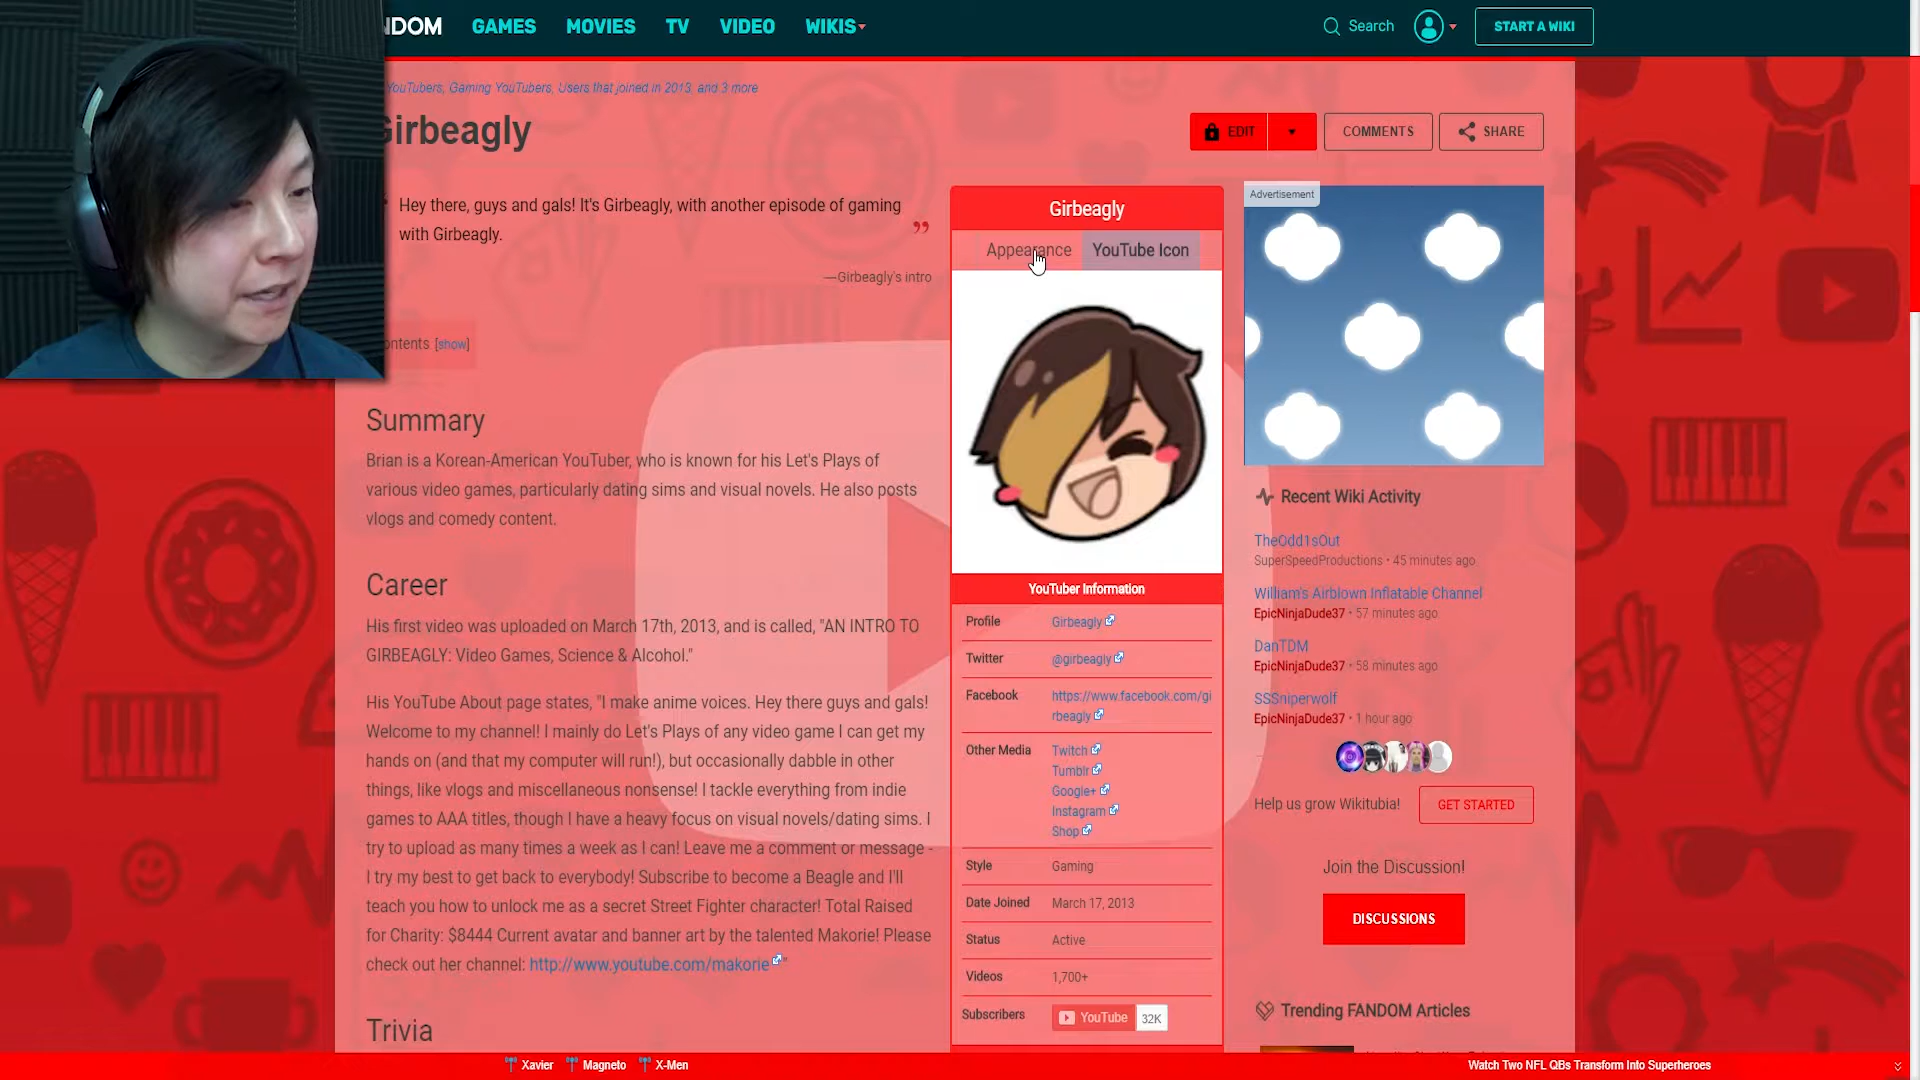 NDOM GAMES MOVIES TV VIDEO WIKIS Search START A WIKI
YouTubers, Gaming YouTubers, Users that joined in 2013, and 3 more
Girbeagly
EDIT COMMENTS SHARE
Hey there, guys and gals! It's Girbeagly, with another episode of gaming
with Girbeagly.
”
—Girbeagly's intro
ontents [show]
Summary
Brian is a Korean-American YouTuber, who is known for his Let's Plays of
various video games, particularly dating sims and visual novels. He also posts
vlogs and comedy content.
Career
His first video was uploaded on March 17th, 2013, and is called, "AN INTRO TO
GIRBEAGLY: Video Games, Science & Alcohol."
His YouTube About page states, "I make anime voices. Hey there guys and gals!
Welcome to my channel! I mainly do Let's Plays of any video game I can get my
hands on (and that my computer will run!), but occasionally dabble in other
things, like vlogs and miscellaneous nonsense! I tackle everything from indie
games to AAA titles, though I have a heavy focus on visual novels/dating sims. I
try to upload as many times a week as I can! Leave me a comment or message -
I try my best to get back to everybody! Subscribe to become a Beagle and I'll
teach you how to unlock me as a secret Street Fighter character! Total Raised
for Charity: $8444 Current avatar and banner art by the talented Makorie! Please
check out her channel: http://www.youtube.com/makorie "
Trivia
Girbeagly
Appearance YouTube Icon
YouTuber Information
Profile Girbeagly
Twitter @girbeagly
Facebook https://www.facebook.com/gi
rbeagly
Other Media Twitch
Tumblr
Google+
Instagram
Shop
Style Gaming
Date Joined March 17, 2013
Status Active
Videos 1,700+
Subscribers YouTube 32K
Advertisement
Recent Wiki Activity
TheOdd1sOut
SuperSpeedProductions • 45 minutes ago
William's Airblown Inflatable Channel
EpicNinjaDude37 • 57 minutes ago
DanTDM
EpicNinjaDude37 • 58 minutes ago
SSSniperwolf
EpicNinjaDude37 • 1 hour ago
Help us grow Wikitubia! GET STARTED
Join the Discussion!
DISCUSSIONS
Trending FANDOM Articles
Xavier Magneto X-Men Watch Two NFL QBs Transform Into Superheroes